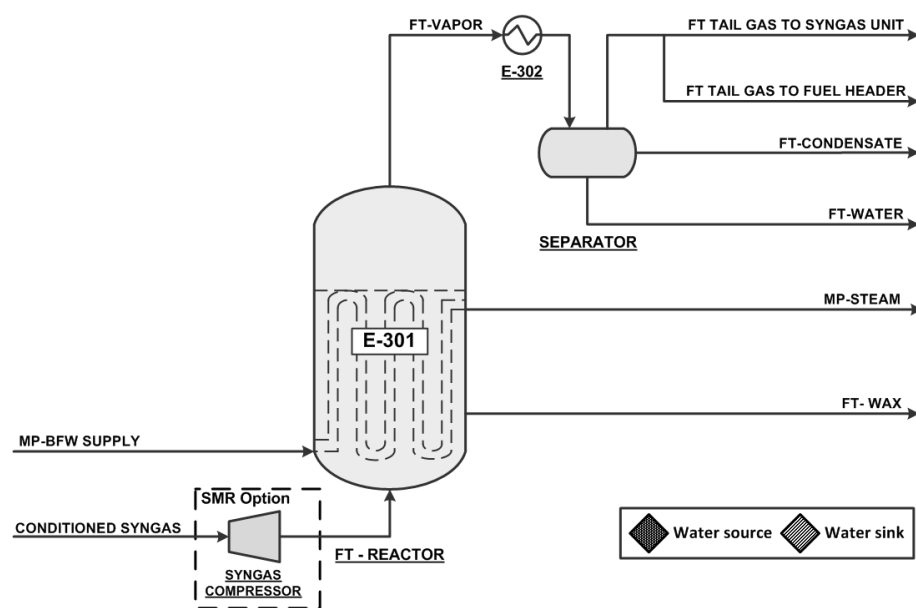 FT-VAPOR
FT TAIL GAS TO SYNGAS UNIT
E-302
FT TAIL GAS TO FUEL HEADER
FT-CONDENSATE
FT-WATER
SEPARATOR
MP-STEAM
E-301
FT- WAX
MP-BFW SUPPLY
SMR Option
CONDITIONED SYNGAS
FT - REACTOR
SYNGAS
COMPRESSOR
Water source
Water sink